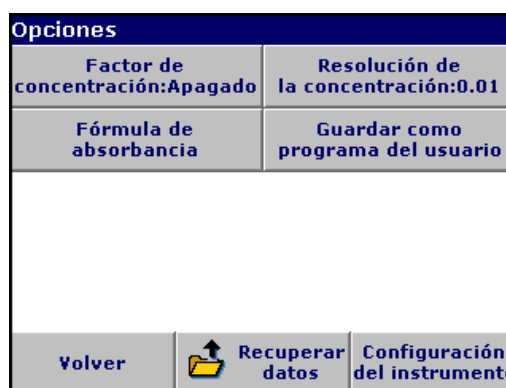 Opciones
Factor de
concentración:Apagado
Resolución de
la concentración:0.01
Fórmula de
absorbancia
Guardar como
programa del usuario
Volver
Recuperar
datos
Configuración
del instrument